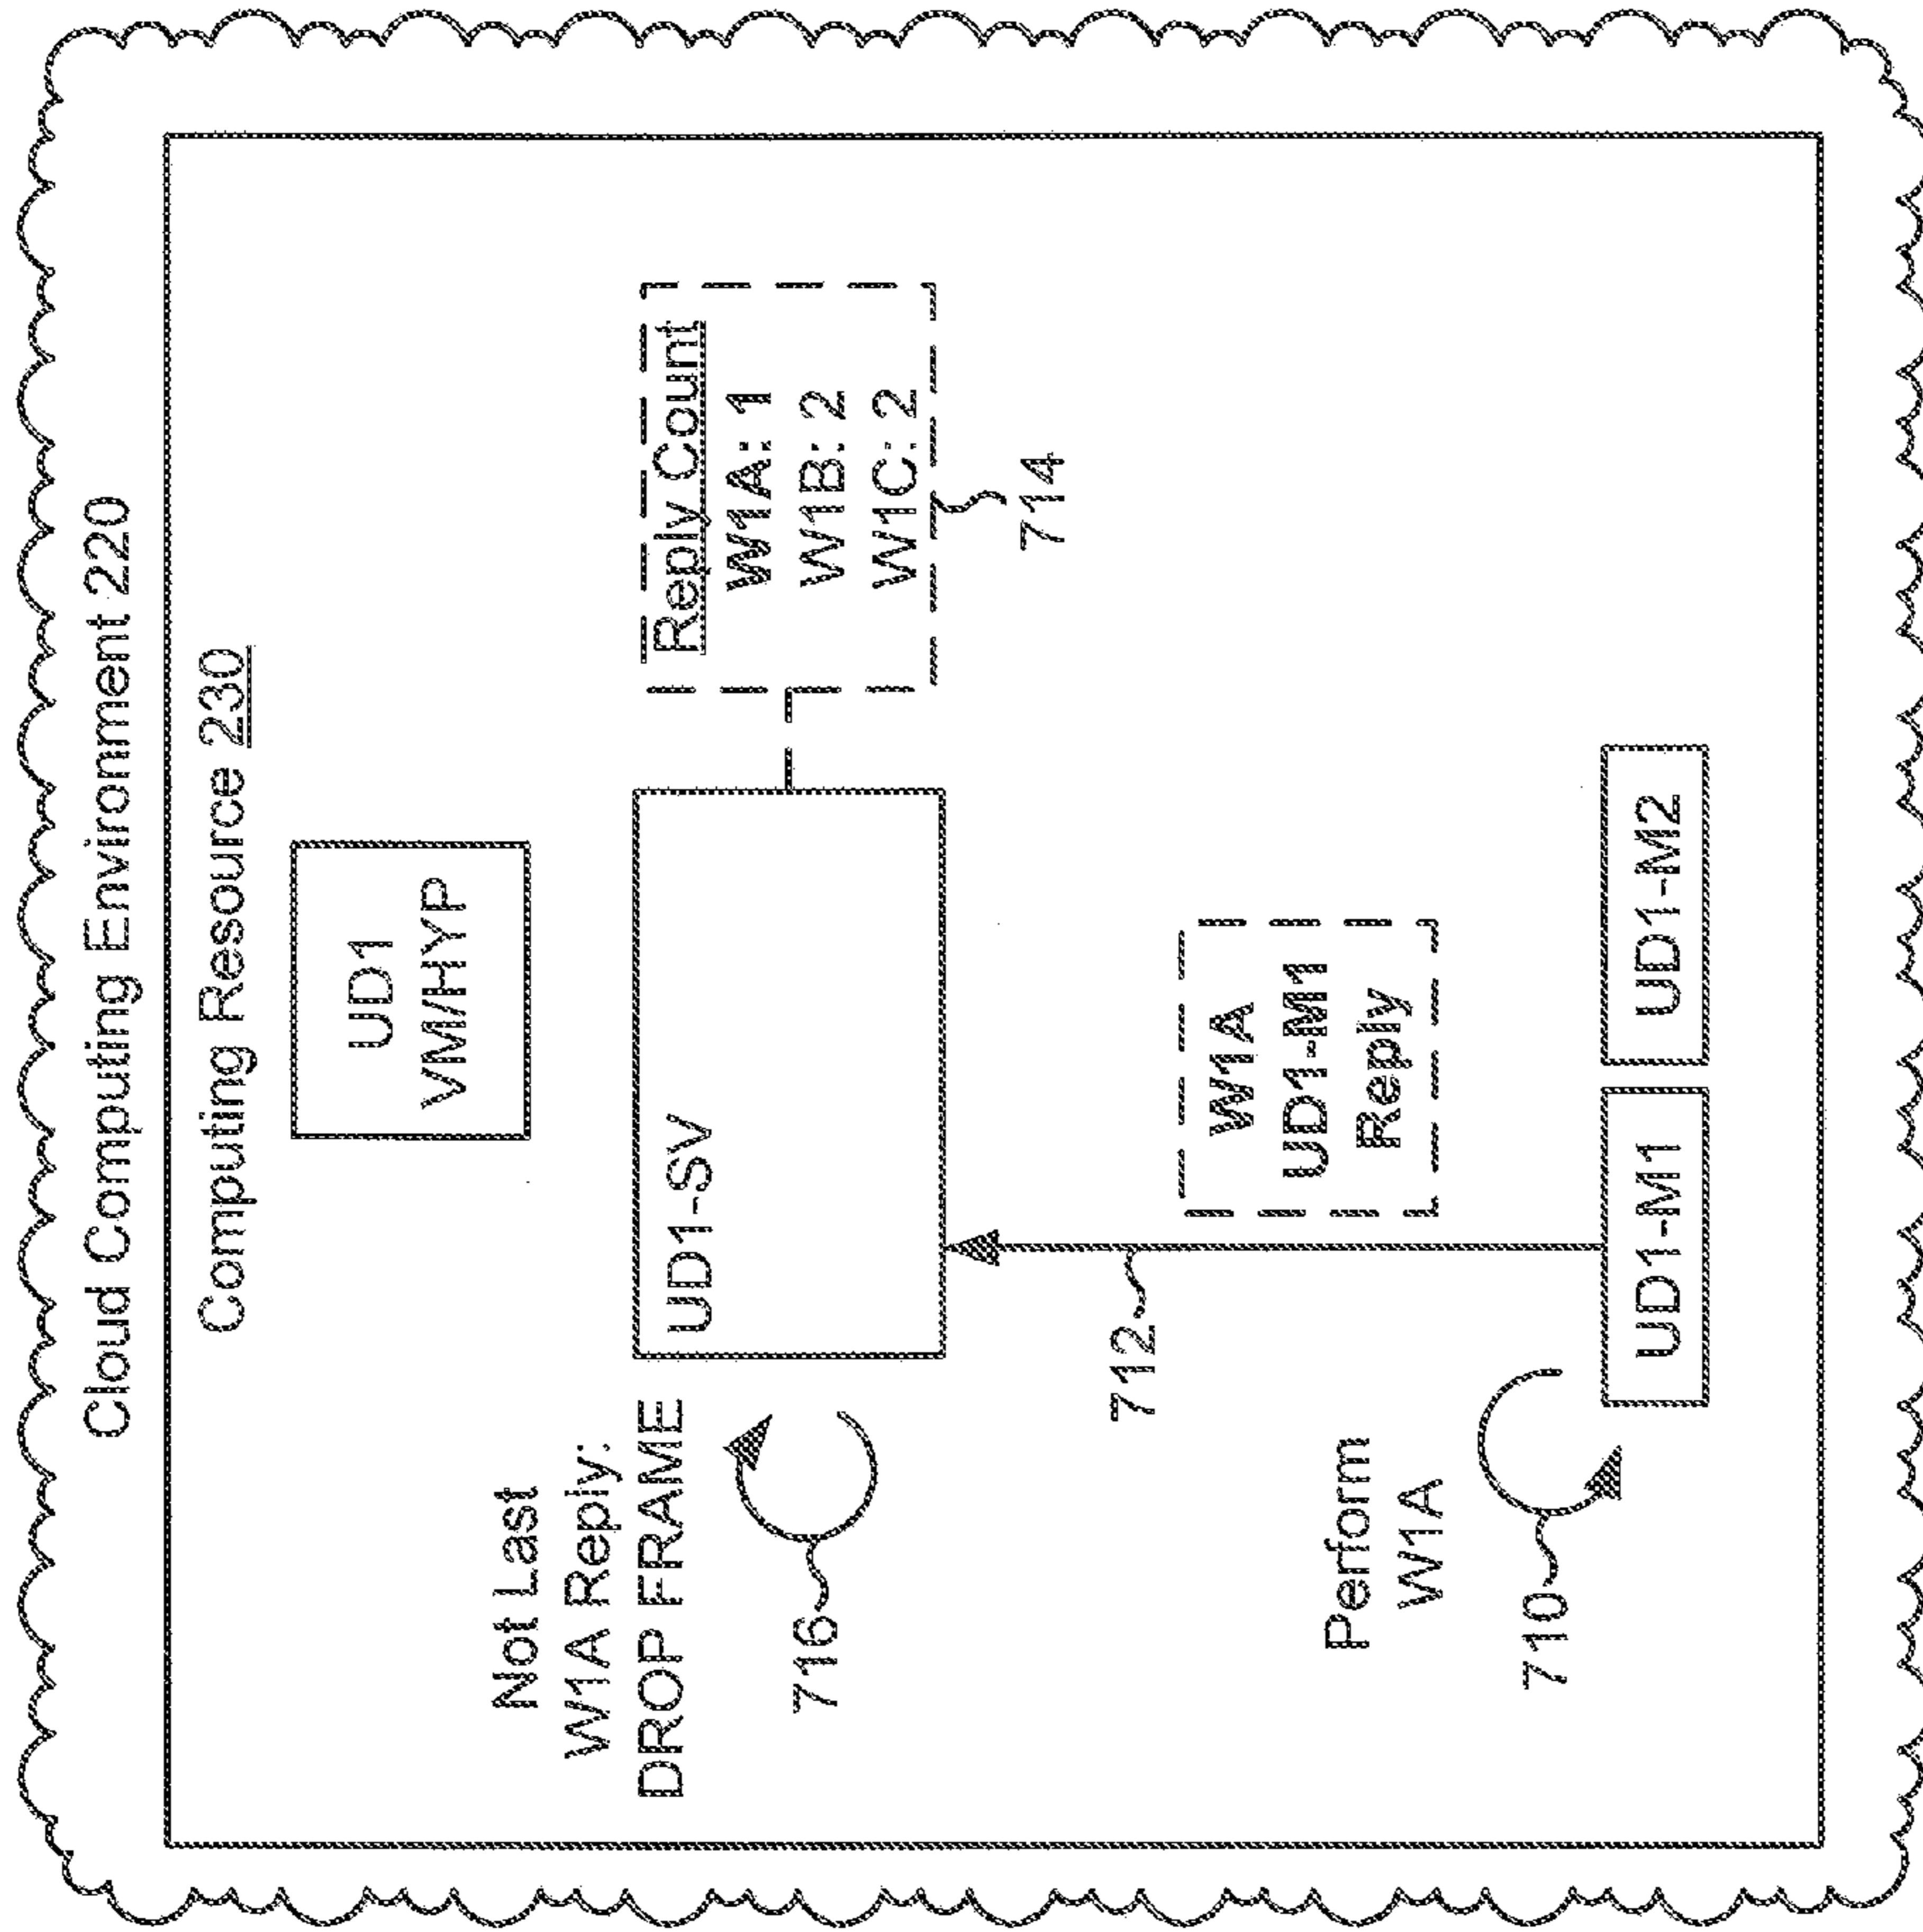 Cloud Computing Environment 220
Computing Resource 230
UD1
VM/HYP
Not Last
W1A Reply:
DROP FRAME
716
UD1-SV
Reply Count
W1A: 1
W1B: 2
W1C: 2
714
712
W1A
UD1-M1
Reply
Perform
W1A
710
UD1-M1
UD1-M2